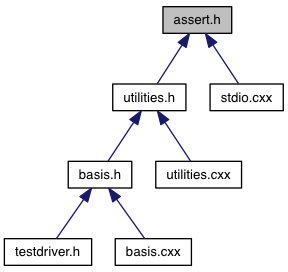 assert.h
utilities.h
stdio.cxx
basis.h
utilities.cxx
testdriver.h
basis.cxx